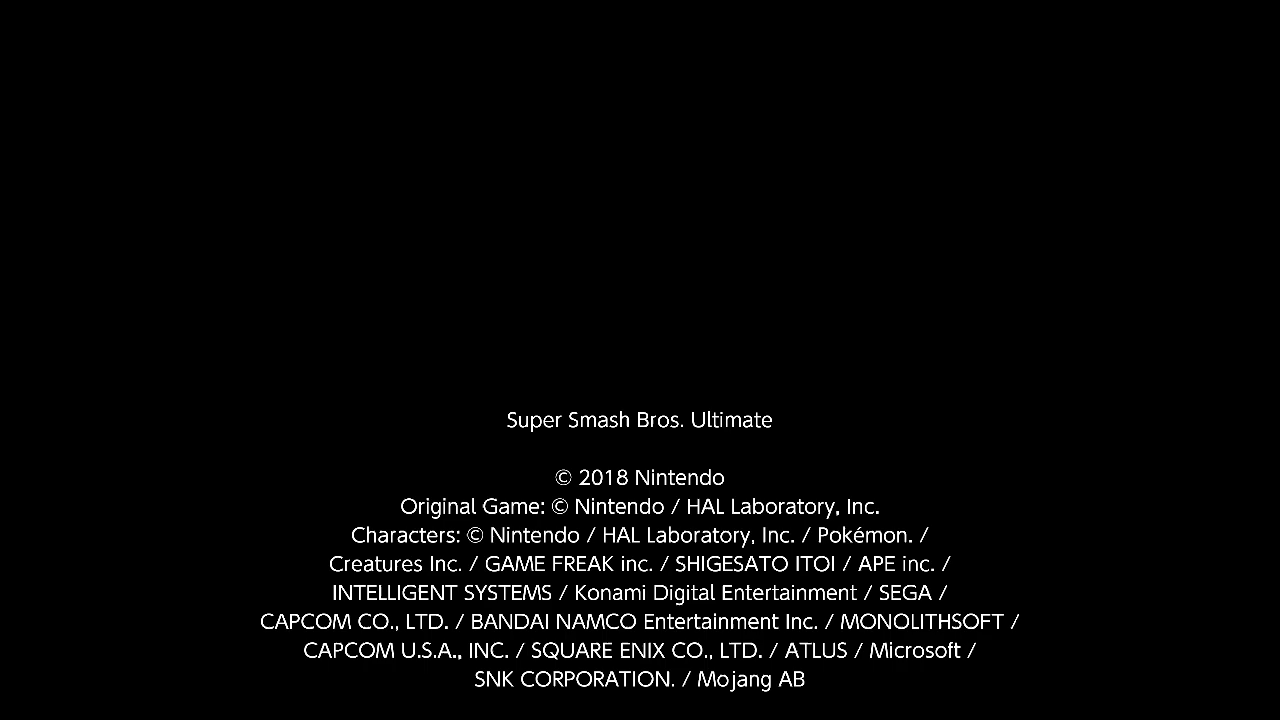 Super Smash Bros. Ultimate
© 2018 Nintendo
Original Game: © Nintendo / HAL Laboratory, Inc.
Characters: © Nintendo / HAL Laboratory, Inc. / Pokémon. /
Creatures Inc. / GAME FREAK inc. / SHIGESATO ITOI / APE inc. /
INTELLIGENT SYSTEMS / Konami Digital Entertainment / SEGA /
CAPCOM CO., LTD. / BANDAI NAMCO Entertainment Inc. / MONOLITHSOFT /
CAPCOM U.S.A., INC. / SQUARE ENIX CO., LTD. / ATLUS / Microsoft /
SNK CORPORATION. / Mojang AB